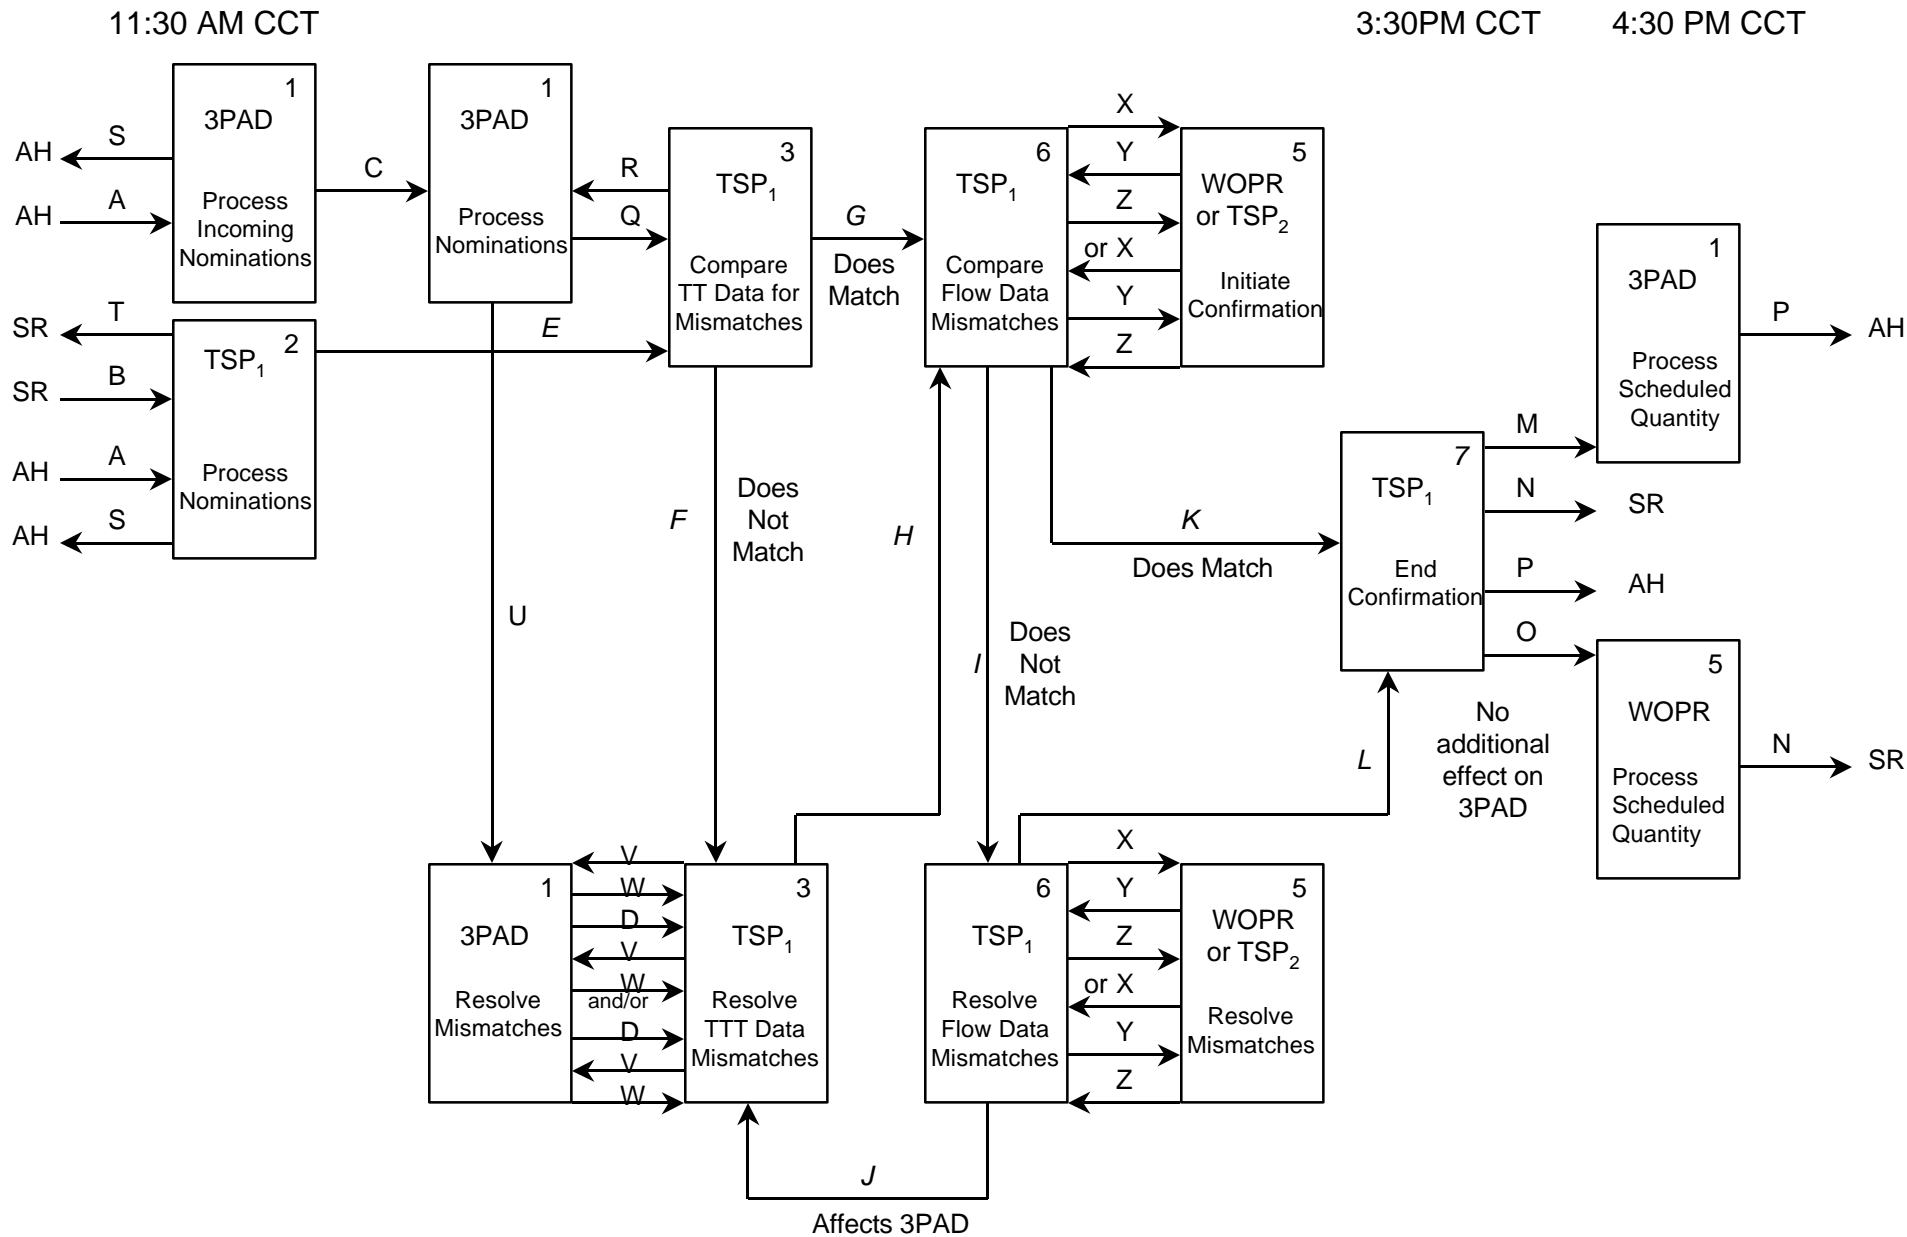 11:30 AM CCT
3:30PM CCT
4:30 PM CCT
1
3PAD
Process
Incoming
Nominations
AH
S
AH
A
C
1
3PAD
Process
Nominations
R
Q
3
TSP1
Compare
TT Data for
Mismatches
G
Does
Match
6
TSP1
Compare
Flow Data
Mismatches
X
Y
Z
or X
Y
Z
5
WOPR
or TSP2
Initiate
Confirmation
1
3PAD
Process
Scheduled
Quantity
P
AH
SR
T
SR
B
AH
A
AH
S
2
TSP1
Process
Nominations
E
U
F
Does
Not
Match
H
I
Does
Not
Match
K
Does Match
7
TSP1
End
Confirmation
M
N
SR
P
AH
O
L
No
additional
effect on
3PAD
5
WOPR
Process
Scheduled
Quantity
N
SR
1
3PAD
Resolve
Mismatches
V
W
D
V
W
and/or
D
V
W
3
TSP1
Resolve
TTT Data
Mismatches
6
TSP1
Resolve
Flow Data
Mismatches
X
Y
Z
or X
Y
Z
5
WOPR
or TSP2
Resolve
Mismatches
J
Affects 3PAD